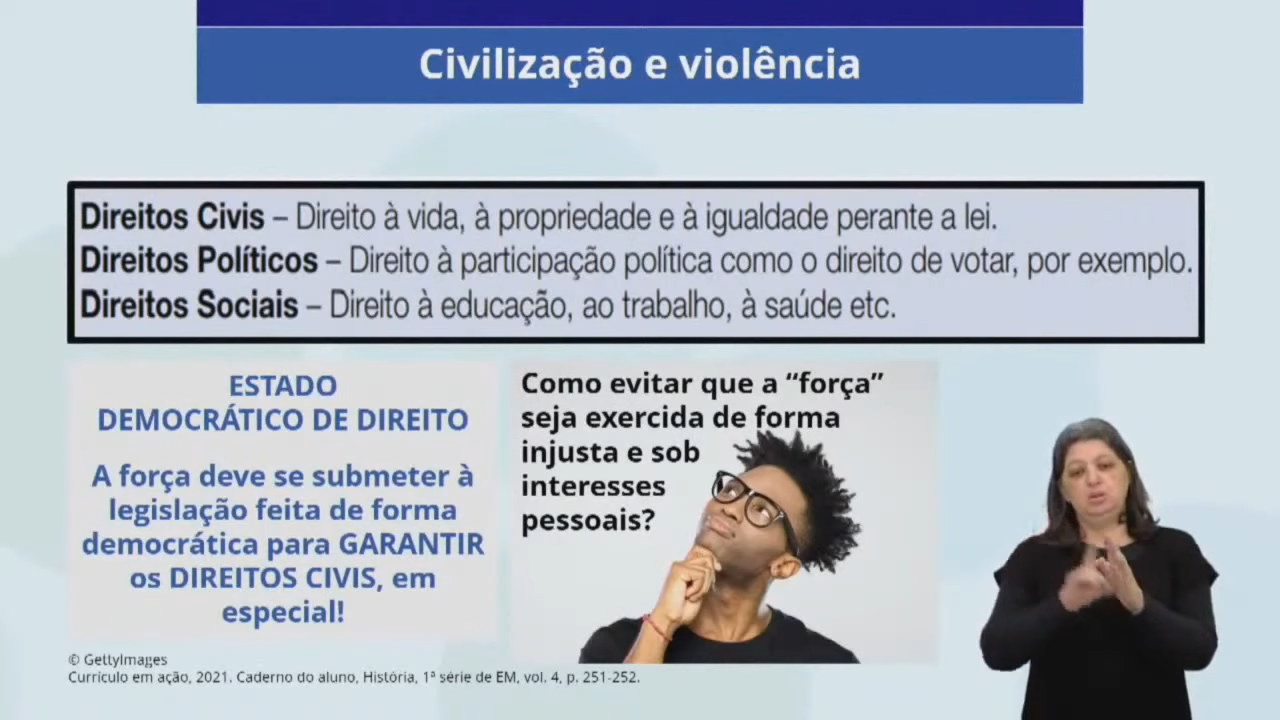 Civilização e violência
Direitos Civis – Direito à vida, à propriedade e à igualdade perante a lei.
Direitos Políticos – Direito à participação política como o direito de votar, por exemplo.
Direitos Sociais – Direito à educação, ao trabalho, à saúde etc.
ESTADO
DEMOCRÁTICO DE DIREITO
A força deve se submeter à
legislação feita de forma
democrática para GARANTIR
os DIREITOS CIVIS, em
especial!
Como evitar que a “força”
seja exercida de forma
injusta e sob
interesses
pessoais?
© GettyImages
Currículo em ação, 2021. Caderno do aluno, História, 1ª série de EM, vol. 4, p. 251-252.